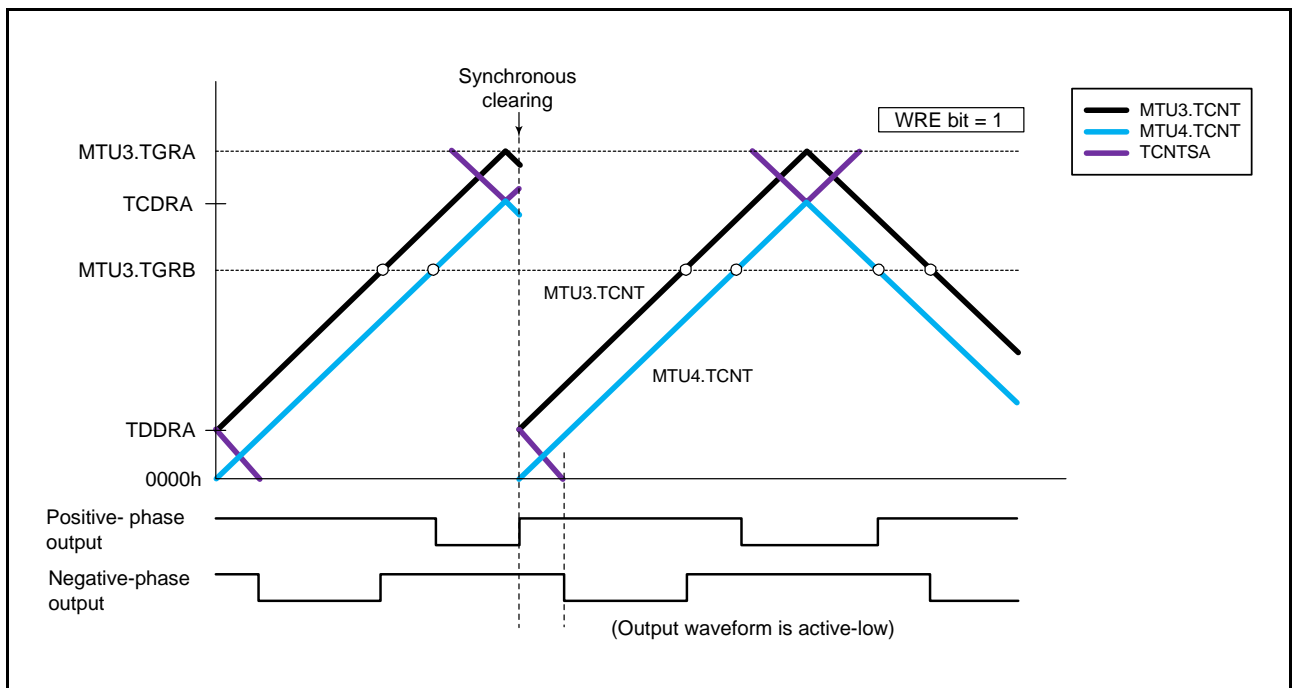 Synchronous
clearing
WRE bit = 1
MTU3.TCNT
MTU4.TCNT
TCNTSA
MTU3.TGRA
TCDRA
MTU3.TGRB
MTU3.TCNT
MTU4.TCNT
TDDRA
0000h
Positive- phase
output
Negative-phase
output
(Output waveform is active-low)